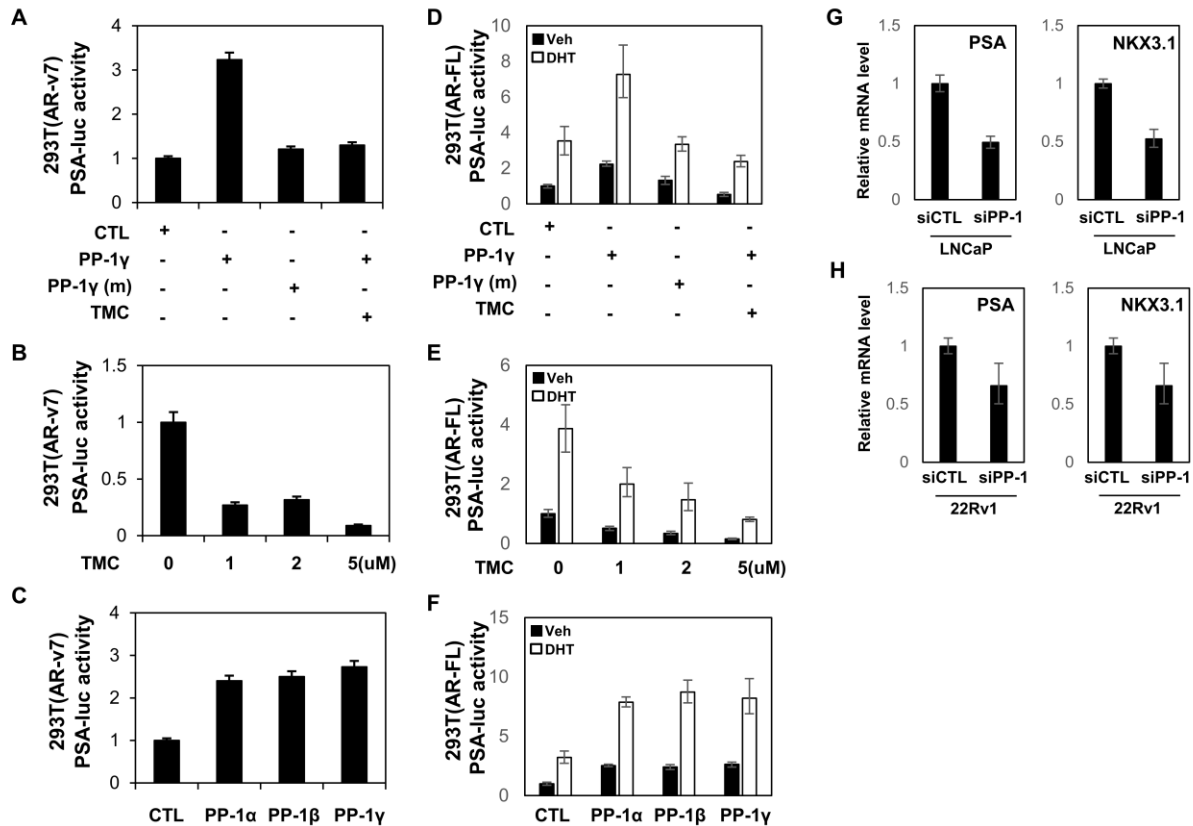 A
293T(AR-v7)
PSA-luc activity
4
3
2
1
0
CTL + - - -
PP-1γ - + - +
PP-1γ (m) - - + -
TMC - - - +
B
293T(AR-v7)
PSA-luc activity
1.5
1
0.5
0
TMC 0 1 2 5(uM)
C
293T(AR-v7)
PSA-luc activity
4
3
2
1
0
CTL PP-1α PP-1β PP-1γ
D
293T(AR-FL)
PSA-luc activity
10
8
6
4
2
0
Veh
DHT
CTL + - - -
PP-1γ - + - +
PP-1γ (m) - - + -
TMC - - - +
E
293T(AR-FL)
PSA-luc activity
6
4
2
0
Veh
DHT
TMC 0 1 2 5(uM)
F
293T(AR-FL)
PSA-luc activity
15
10
5
0
Veh
DHT
CTL PP-1α PP-1β PP-1γ
G
Relative mRNA level
1.5
1
0.5
0
PSA
siCTL siPP-1
LNCaP
1.5
1
0.5
0
NKX3.1
siCTL siPP-1
LNCaP
H
Relative mRNA level
1.5
1
0.5
0
PSA
siCTL siPP-1
22Rv1
1.5
1
0.5
0
NKX3.1
siCTL siPP-1
22Rv1